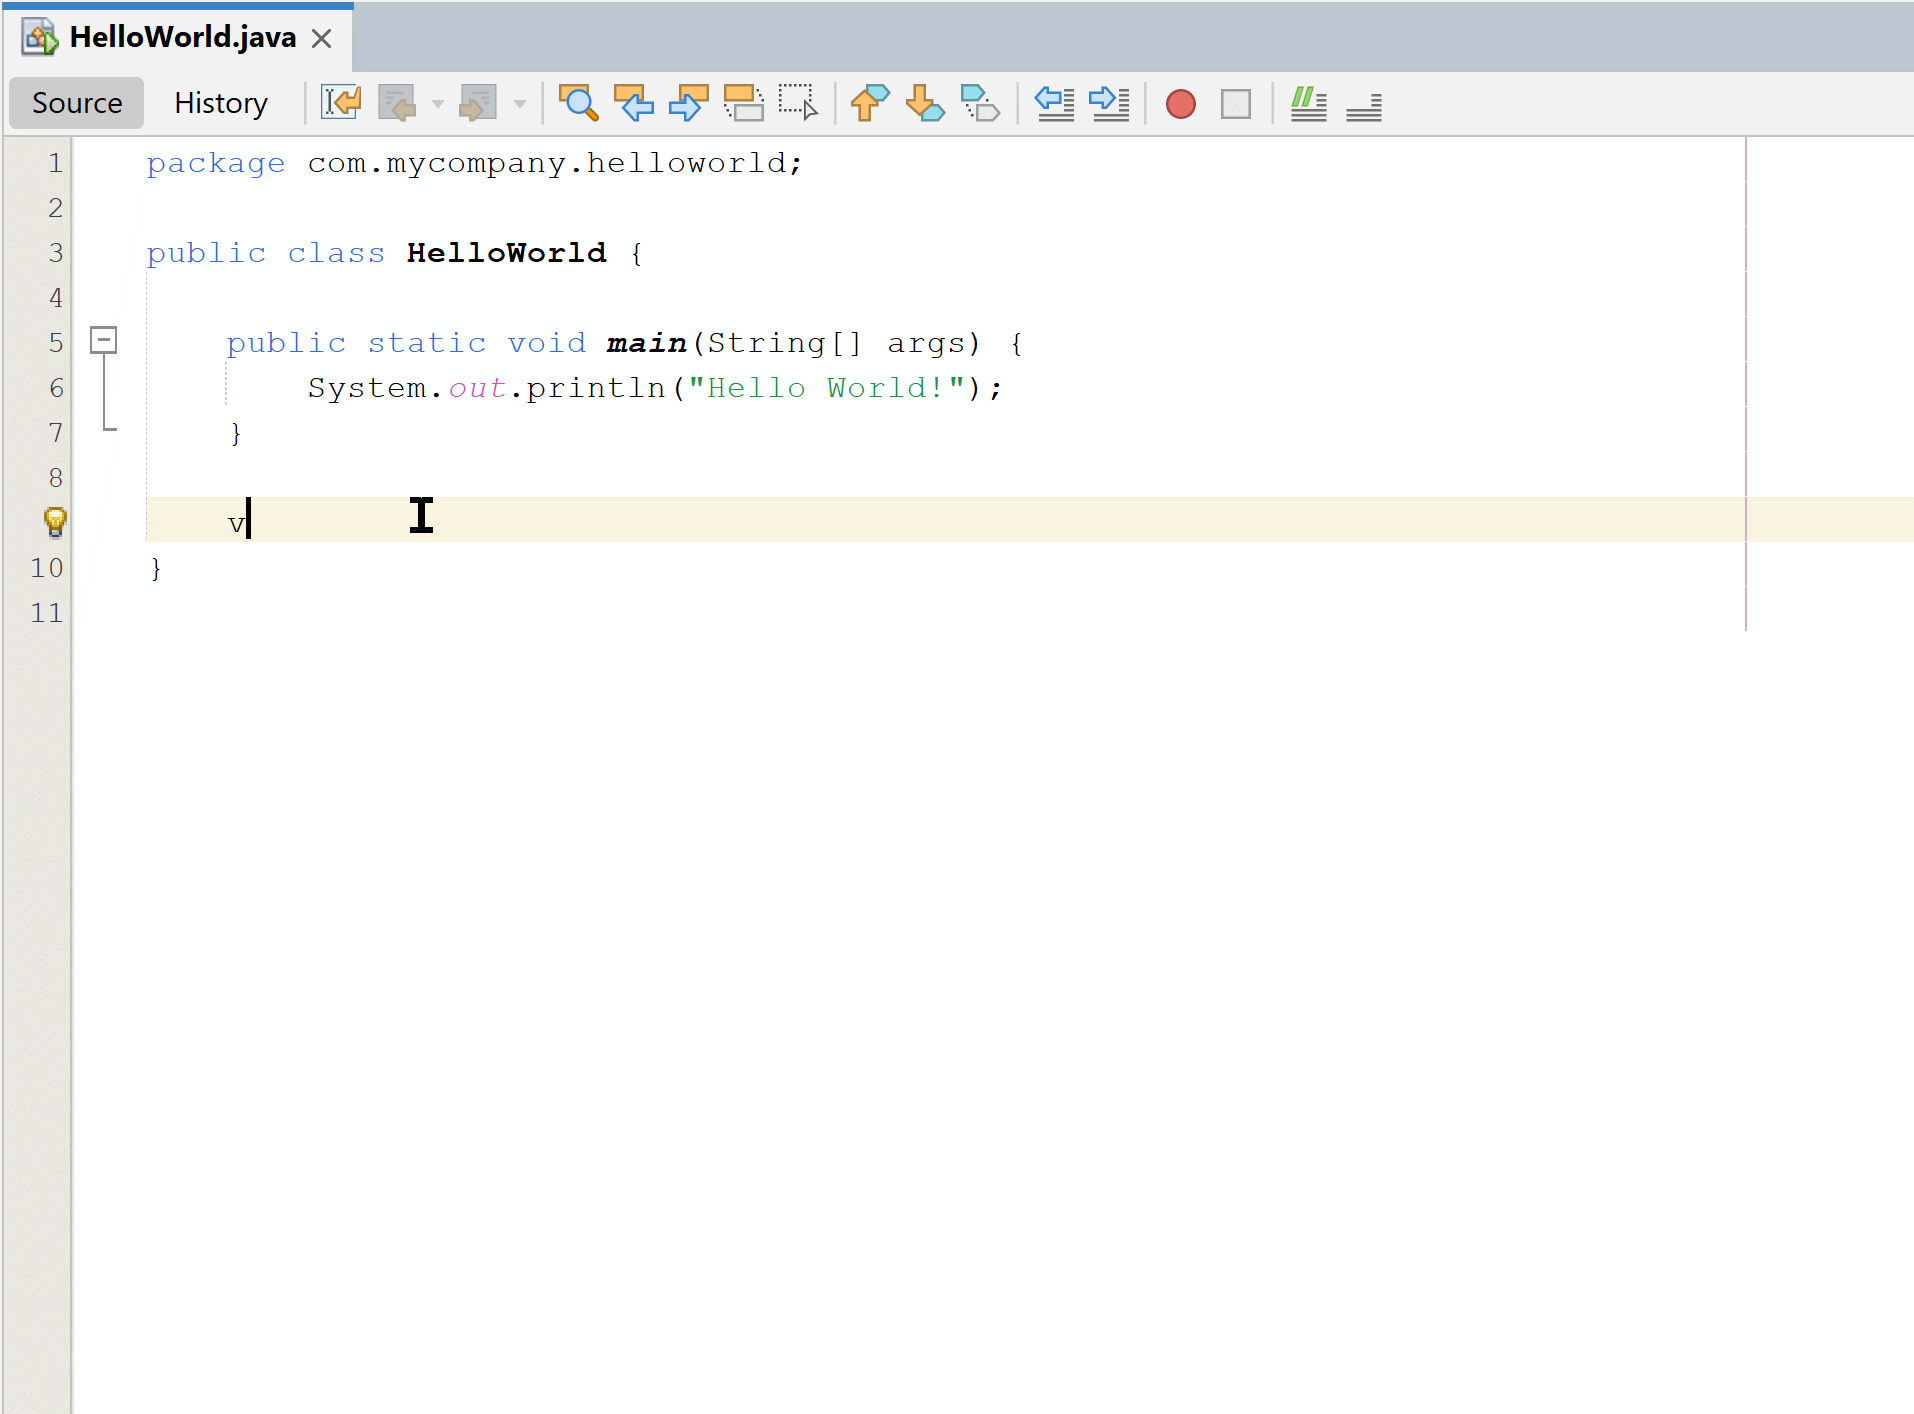 HelloWorld.java
Source History
1 package com.mycompany.helloworld;
2
3 public class HelloWorld {
4
5 public static void main(String[] args) {
6 System.out.println("Hello World!");
7 }
8
v
10 }
11